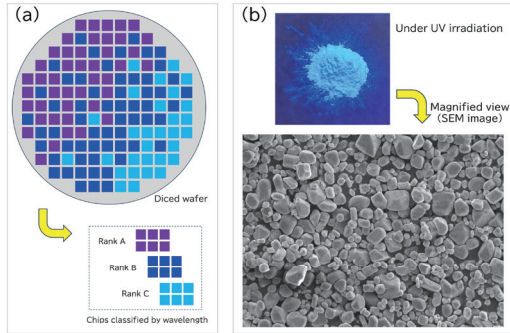 (a)
Diced wafer
Rank A
Rank B
Rank C
Chips classified by wavelength
(b)
Under UV irradiation
Magnified view
(SEM image)